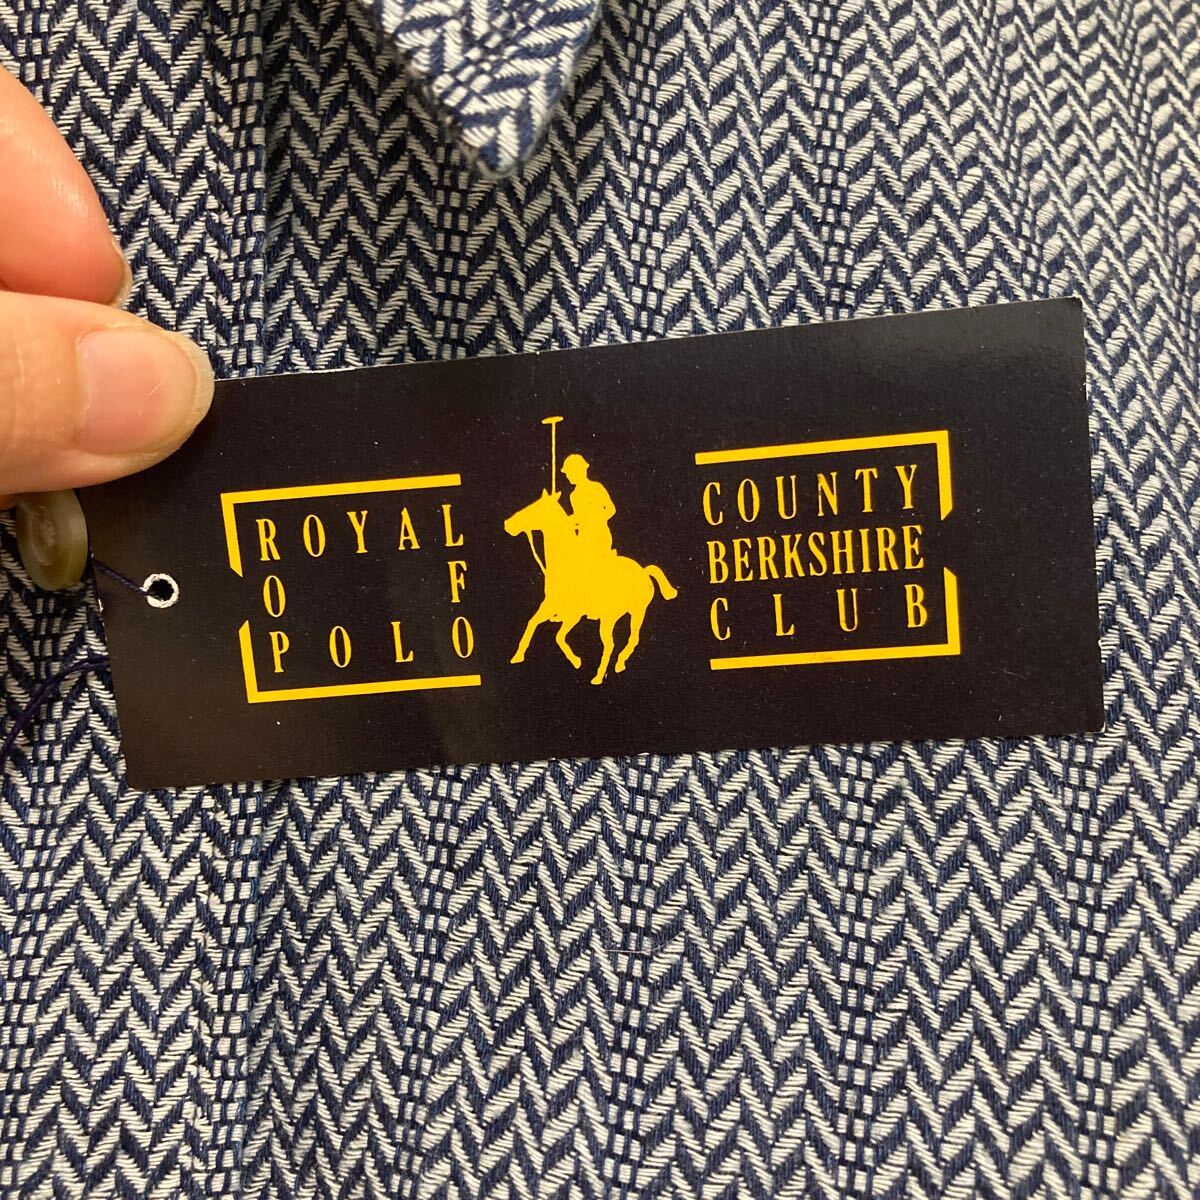 ROYAL COUNTY
OF BERKSHIRE
POLO CLUB